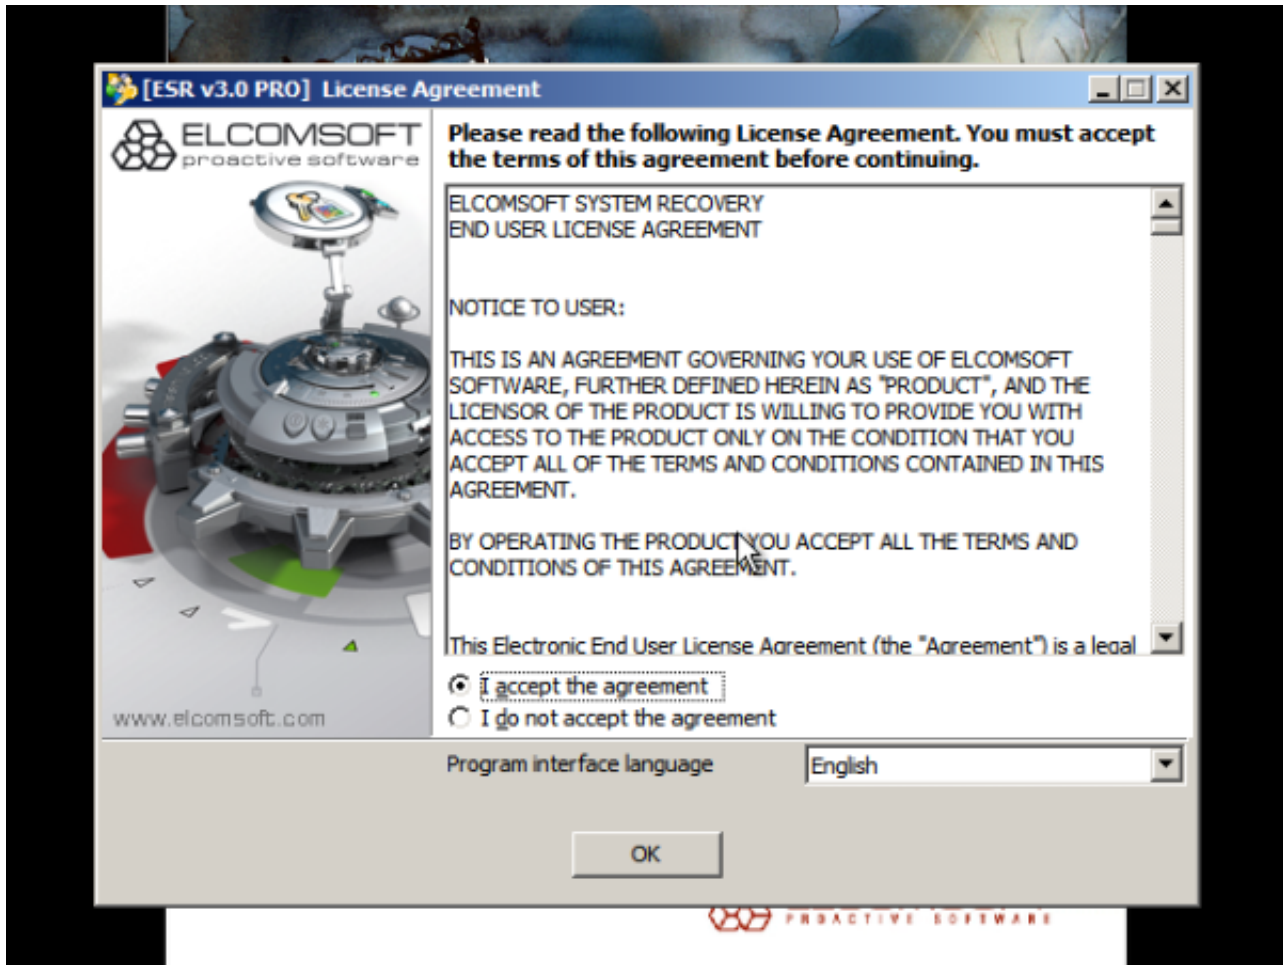 [ESR v3.0 PRO] License Agreement
ELCOMSOFT
proactive software
Please read the following License Agreement. You must accept
the terms of this agreement before continuing.
ELCOMSOFT SYSTEM RECOVERY
END USER LICENSE AGREEMENT
NOTICE TO USER:
THIS IS AN AGREEMENT GOVERNING YOUR USE OF ELCOMSOFT
SOFTWARE, FURTHER DEFINED HEREIN AS "PRODUCT", AND THE
LICENSOR OF THE PRODUCT IS WILLING TO PROVIDE YOU WITH
ACCESS TO THE PRODUCT ONLY ON THE CONDITION THAT YOU
ACCEPT ALL OF THE TERMS AND CONDITIONS CONTAINED IN THIS
AGREEMENT.
BY OPERATING THE PRODUCT YOU ACCEPT ALL THE TERMS AND
CONDITIONS OF THIS AGREEMENT.
This Electronic End User License Agreement (the "Agreement") is a legal
I accept the agreement
I do not accept the agreement
www.elcomsoft.com
Program interface language
English
OK
PROACTIVE SOFTWARE